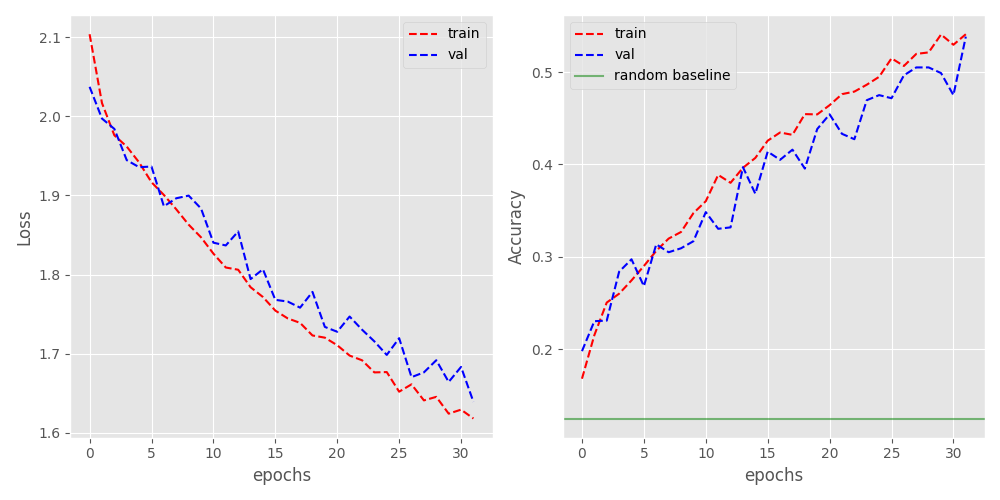 train
val
2.1
2.0
1.9
1.8
1.7
1.6
Loss
0 5 10 15 20 25 30
epochs
train
val
random baseline
0.5
0.4
0.3
0.2
Accuracy
0 5 10 15 20 25 30
epochs